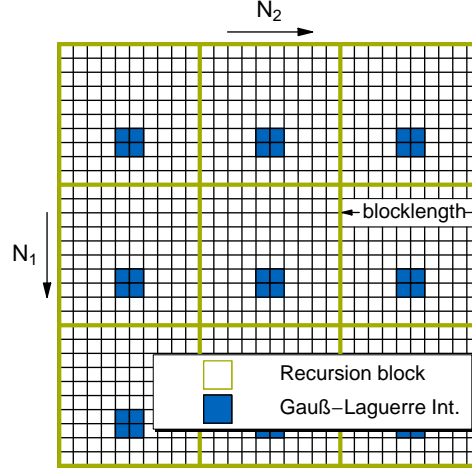 N2
N1
blocklength
Recursion block
Gauß−Laguerre Int.